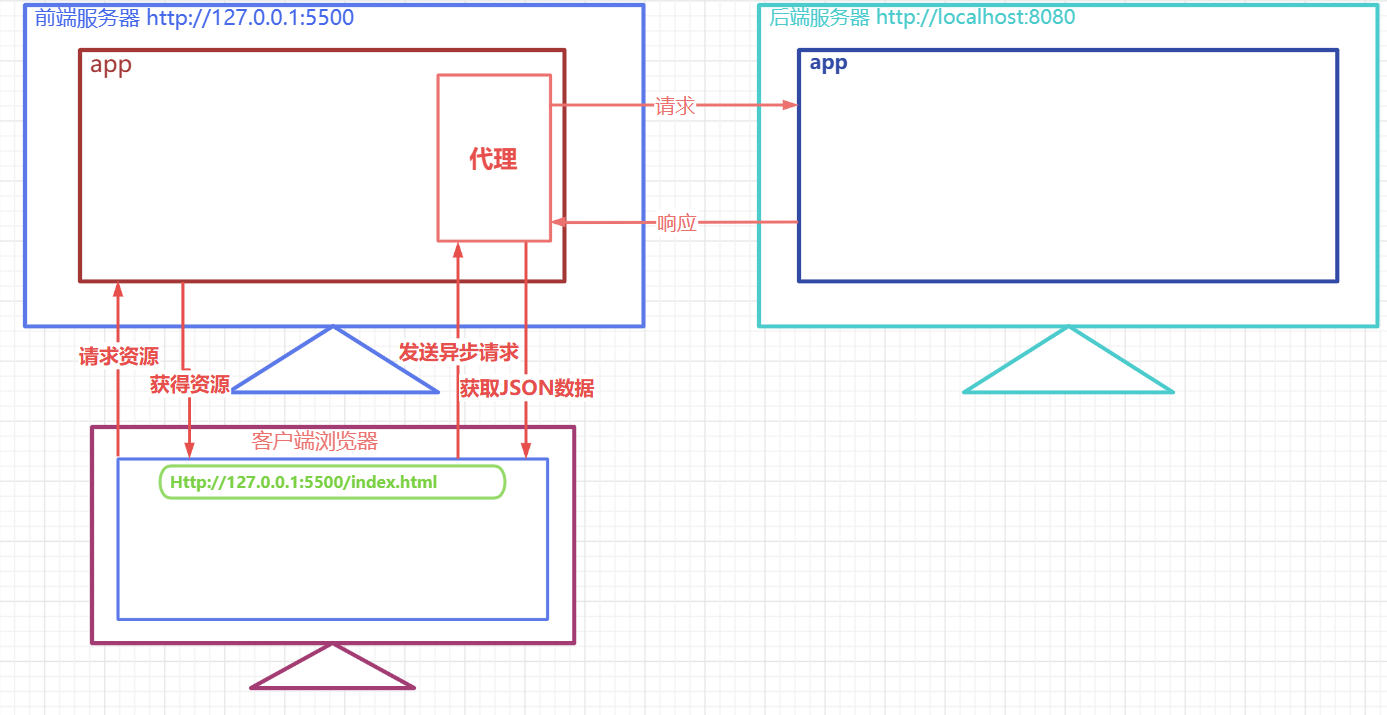 前端服务器 http://127.0.0.1:5500
后端服务器 http://localhost:8080
app
app
代理
请求
响应
请求资源
获得资源
发送异步请求
获取JSON数据
客户端浏览器
Http://127.0.0.1:5500/index.html